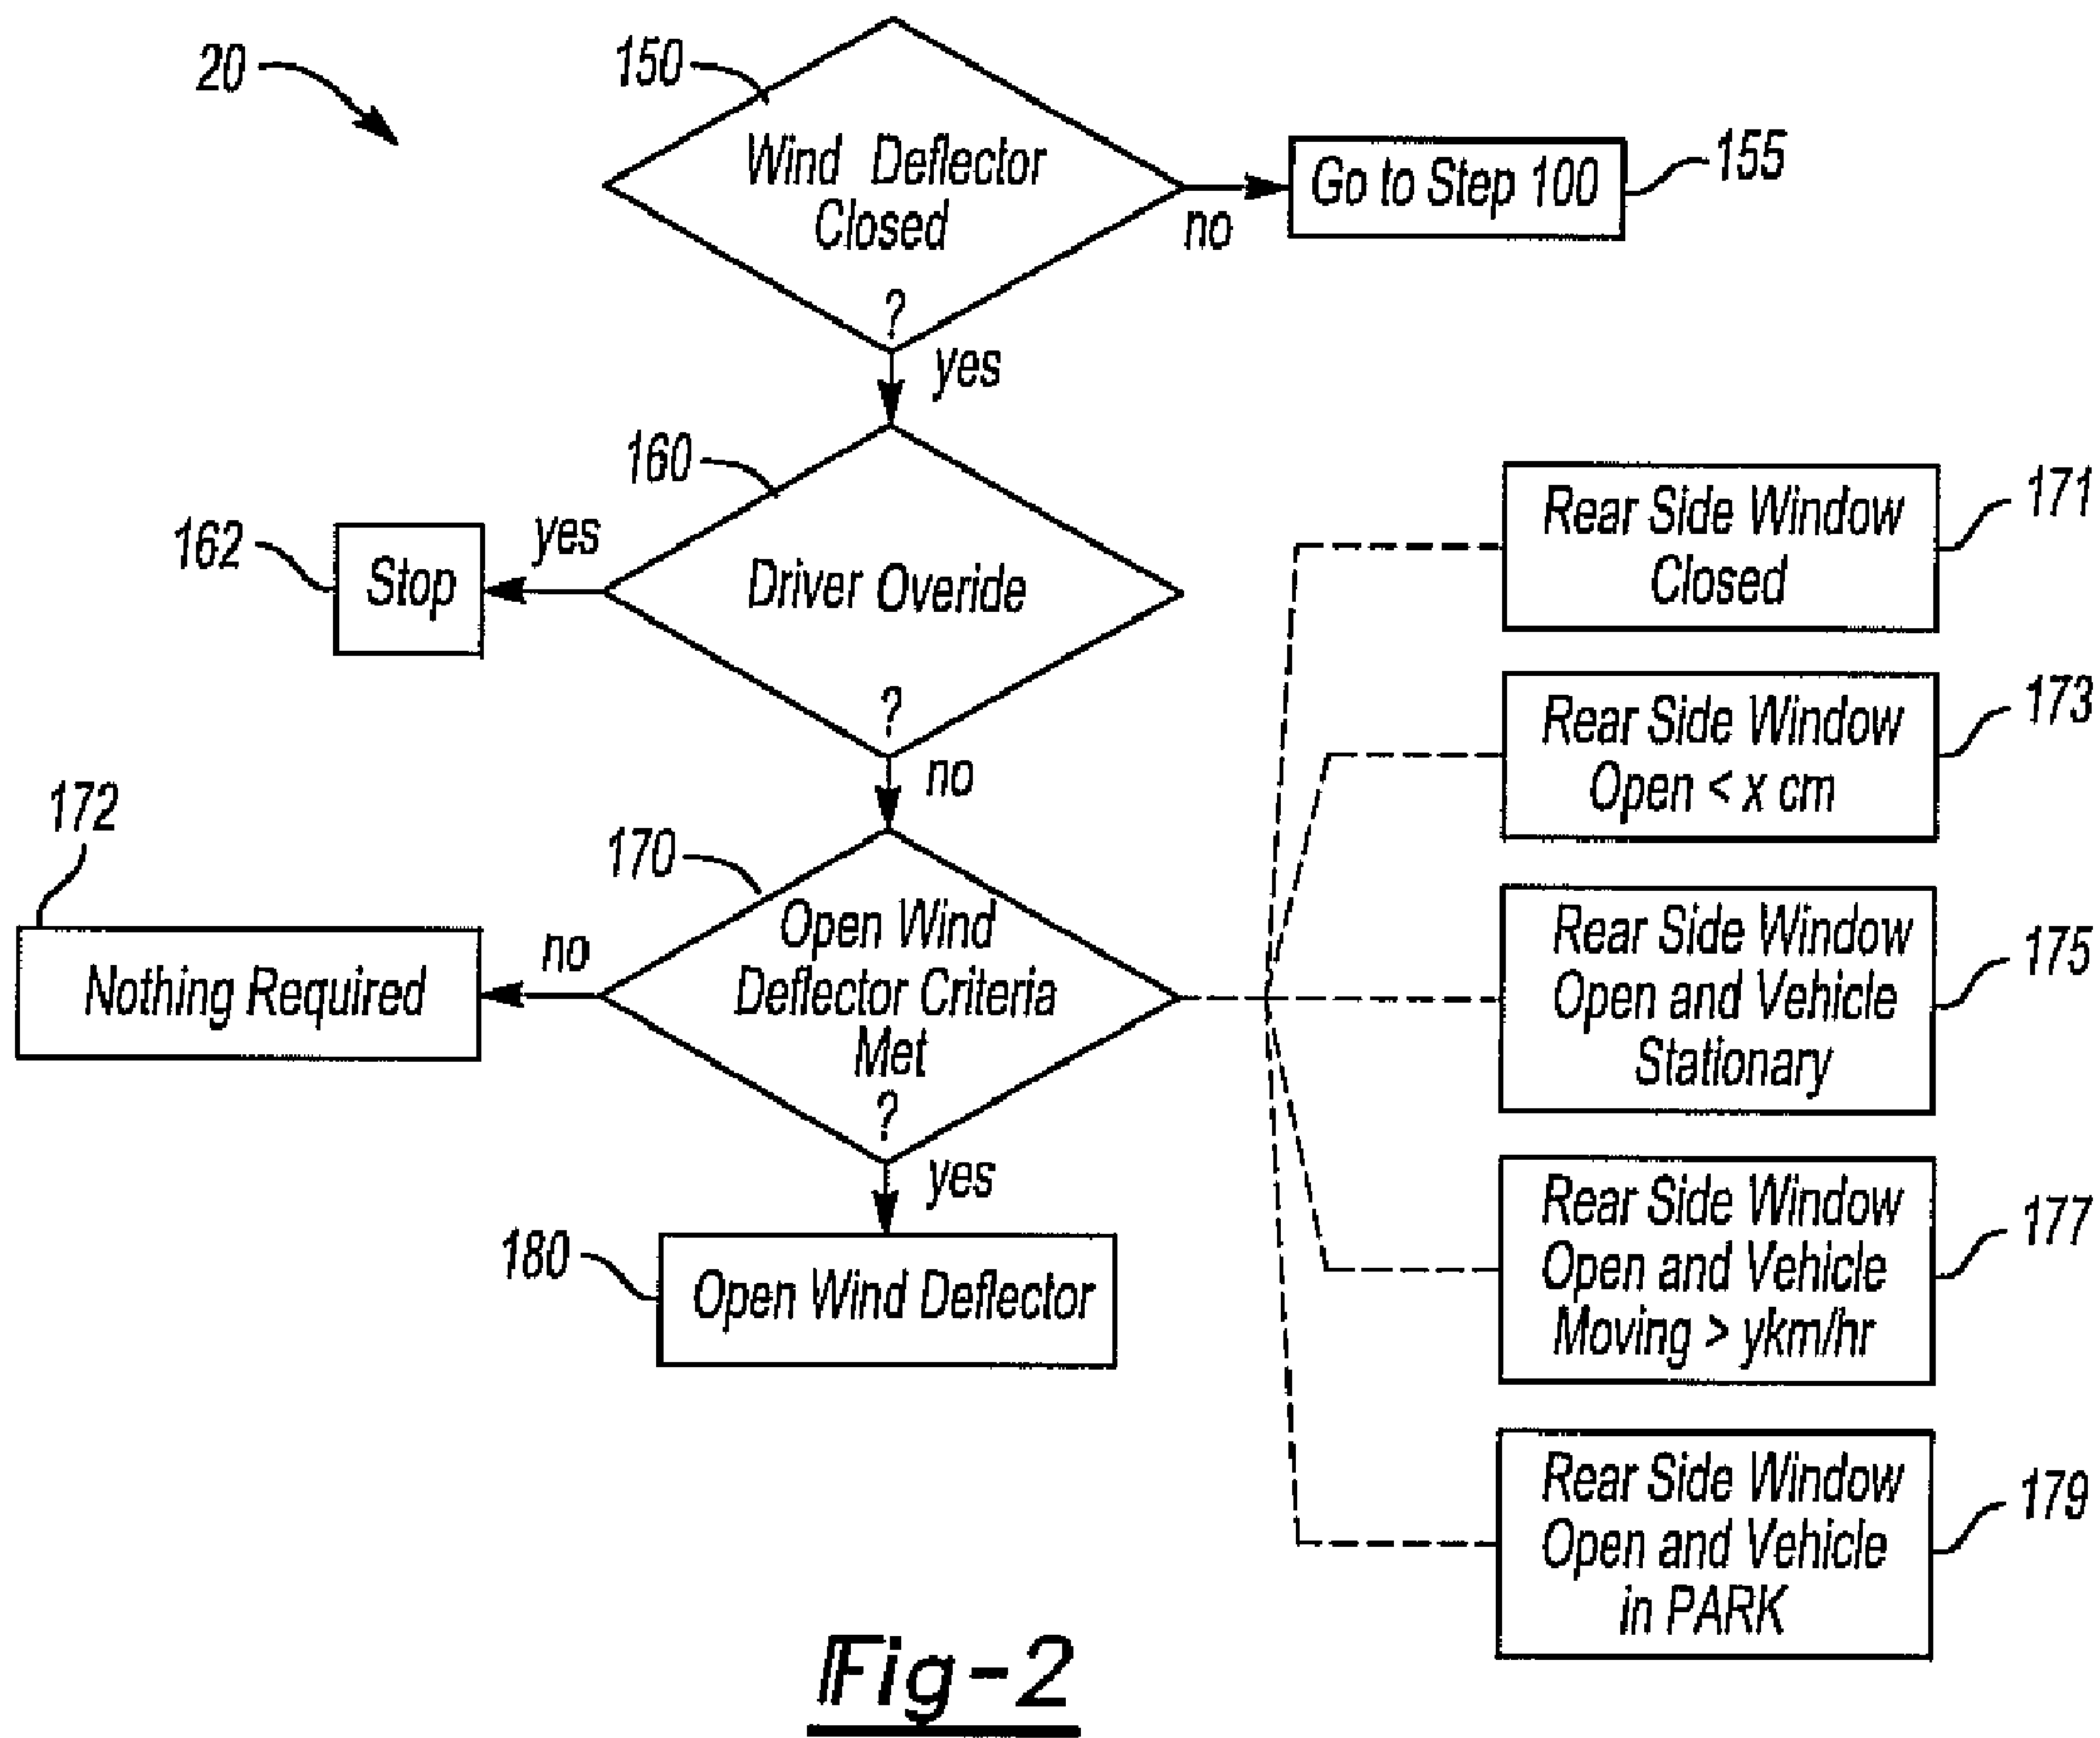 20
150
Wind Deflector
Closed
?
no
Go to Step 100
155
yes
160
Driver Overide
?
yes
Stop
162
no
170
Open Wind
Deflector Criteria
Met
?
no
Nothing Required
172
yes
180
Open Wind Deflector
Rear Side Window
Closed
171
Rear Side Window
Open < x cm
173
Rear Side Window
Open and Vehicle
Stationary
175
Rear Side Window
Open and Vehicle
Moving > ykm/hr
177
Rear Side Window
Open and Vehicle
in PARK
179
Fig-2